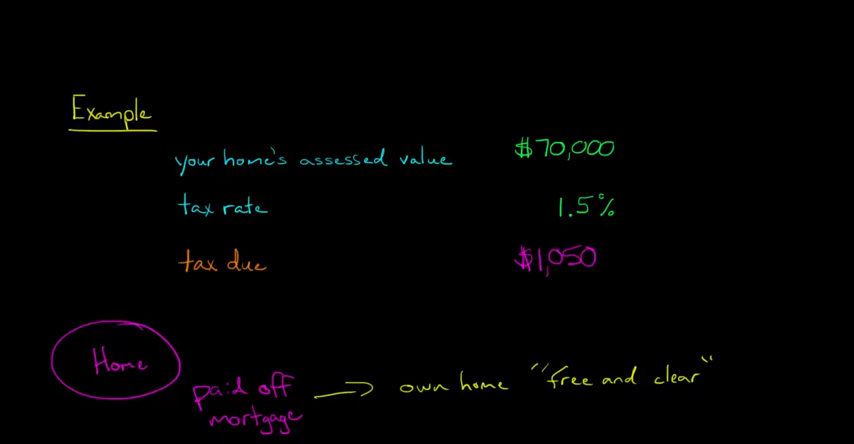 Example
your home's assessed value $70,000
tax rate 1.5%
tax due $1,050
Home
paid off mortgage
own home "free and clear"